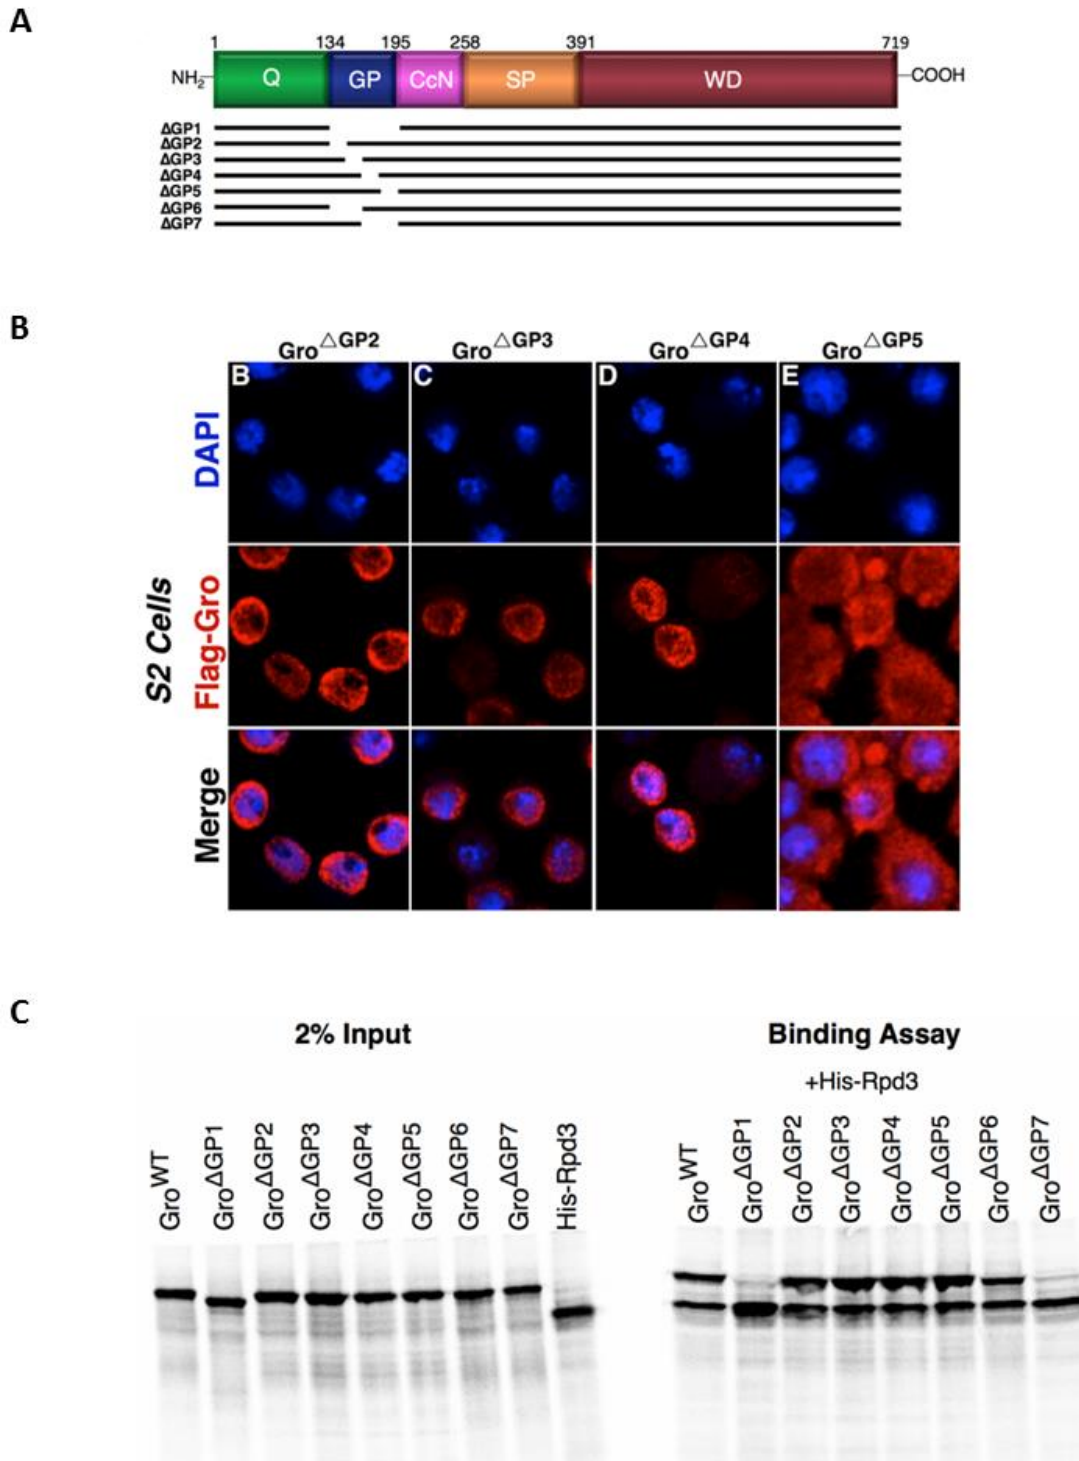 A
1 134 195 258 391 719
NH2 Q GP CcN SP WD COOH
ΔGP1
ΔGP2
ΔGP3
ΔGP4
ΔGP5
ΔGP6
ΔGP7
B
Gro△GP2 Gro△GP3 Gro△GP4 Gro△GP5
B C D E
DAPI
S2 Cells
Flag-Gro
Merge
C
2% Input Binding Assay
+His-Rpd3
GroWT GroΔGP1 GroΔGP2 GroΔGP3 GroΔGP4 GroΔGP5 GroΔGP6 GroΔGP7 His-Rpd3
GroWT GroΔGP1 GroΔGP2 GroΔGP3 GroΔGP4 GroΔGP5 GroΔGP6 GroΔGP7